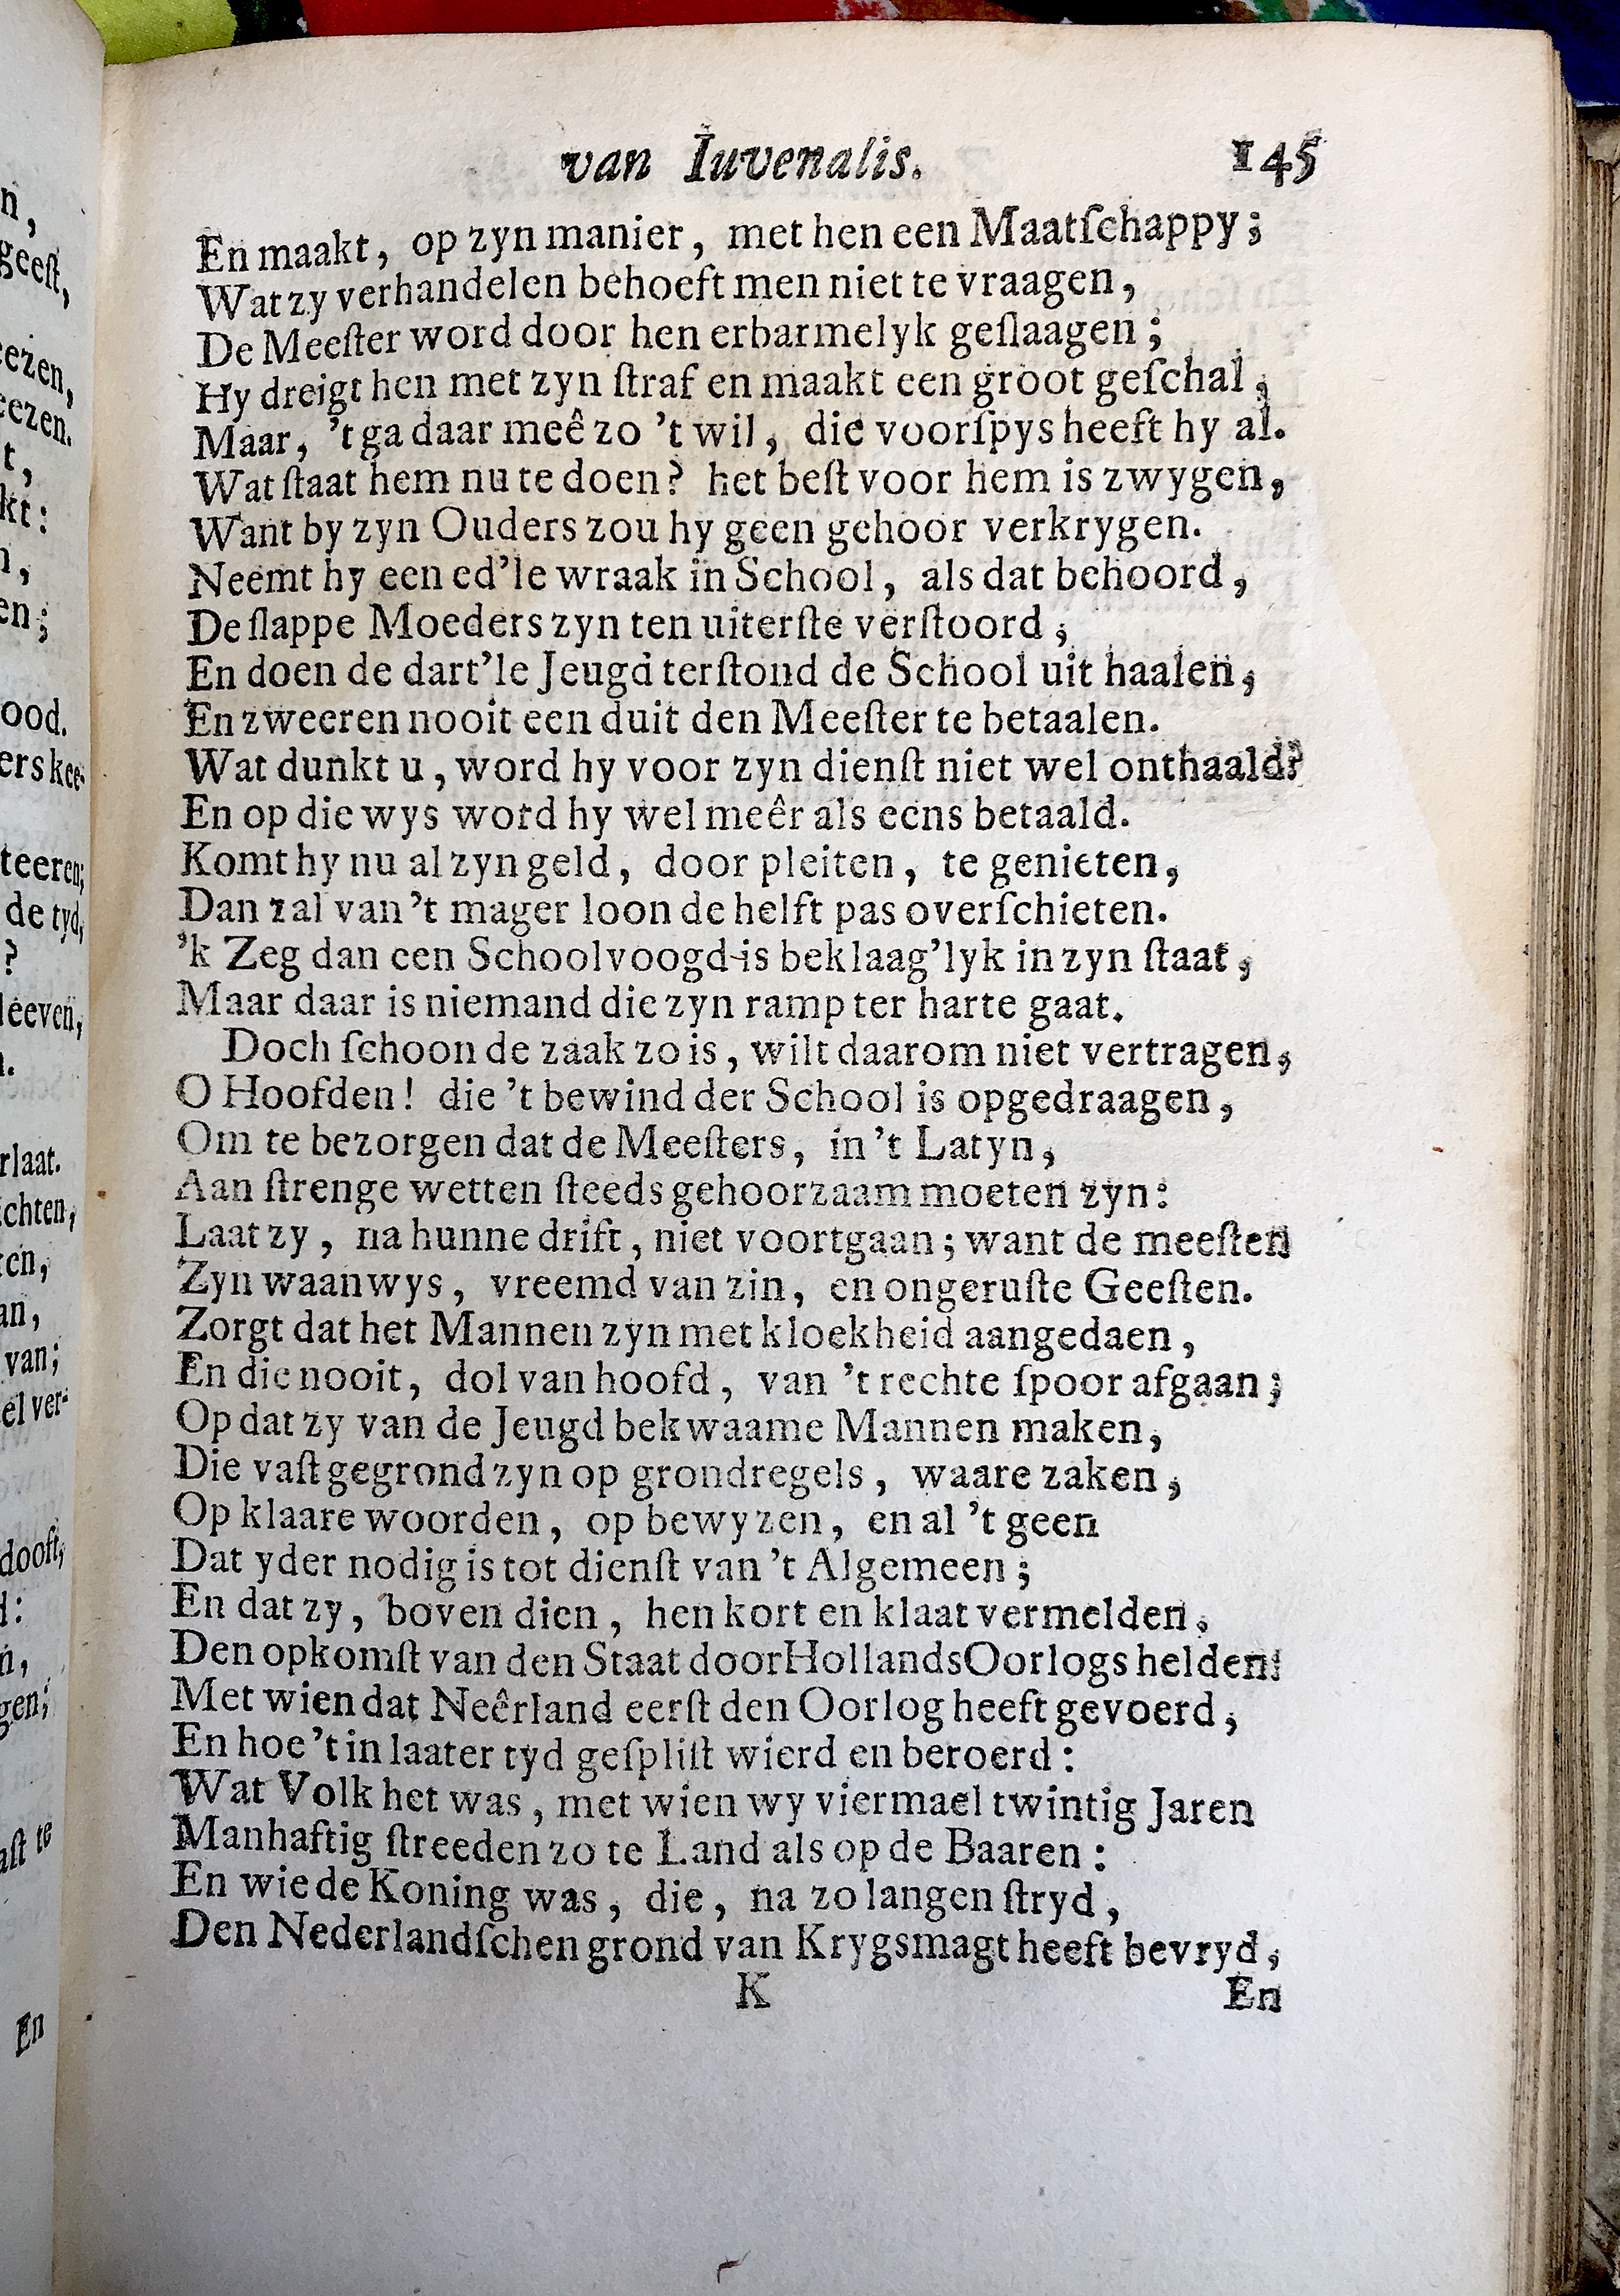 van Iuvenalis. 145
En maakt, op zyn manier, met hen een Maatſchappy;
Wat zy verhandelen behoeft men niet te vraagen,
De Meeſter word door hen erbarmelyk geſlaagen;
Hy dreigt hen met zyn ſtraf en maakt een groot geſchal,
Maar, 't ga daar meê zo 't wil, die voorſpys heeft hy al.
Wat ſtaat hem nu te doen? het beſt voor hem is zwygen,
Want by zyn Ouders zou hy geen gehoor verkrygen.
Neemt hy een ed'le wraak in School, als dat behoord,
De ſlappe Moeders zyn ten uiterſte verſtoord;
En doen de dart'le Jeugd terſtond de School uit haalen,
En zweeren nooit een duit den Meeſter te betaalen.
Wat dunkt u, word hy voor zyn dienſt niet wel onthaald?
En op die wys word hy wel meêr als eens betaald.
Komt hy nu al zyn geld, door pleiten, te genieten,
Dan zal van 't mager loon de helft pas overſchieten.
'k Zeg dan een Schoolvoogd is beklaag'lyk in zyn ſtaat,
Maar daar is niemand die zyn ramp ter harte gaat.
Doch ſchoon de zaak zo is, wilt daarom niet vertragen,
O Hoofden! die 't bewind der School is opgedraagen,
Om te bezorgen dat de Meeſters, in 't Latyn,
Aan ſtrenge wetten ſteeds gehoorzaam moeten zyn:
Laat zy, na hunne drift, niet voortgaan; want de meeſten
Zyn waanwys, vreemd van zin, en ongeruſte Geeſten.
Zorgt dat het Mannen zyn met kloekheid aangedaen,
En die nooit, dol van hoofd, van 't rechte ſpoor afgaan;
Op dat zy van de Jeugd bekwaame Mannen maken,
Die vaſt gegrond zyn op grondregels, waare zaken,
Op klaare woorden, op bewyzen, en al 't geen
Dat yder nodig is tot dienſt van 't Algemeen;
En dat zy, boven dien, hen kort en klaat vermelden,
Den opkomſt van den Staat door Hollands Oorlogs helden:
Met wien dat Neêrland eerſt den Oorlog heeft gevoerd,
En hoe 't in laater tyd geſpliſt wierd en beroerd:
Wat Volk het was, met wien wy viermael twintig Jaren
Manhaftig ſtreeden zo te Land als op de Baaren:
En wie de Koning was, die, na zo langen ſtryd,
Den Nederlandſchen grond van Krygsmagt heeft bevryd,
K En